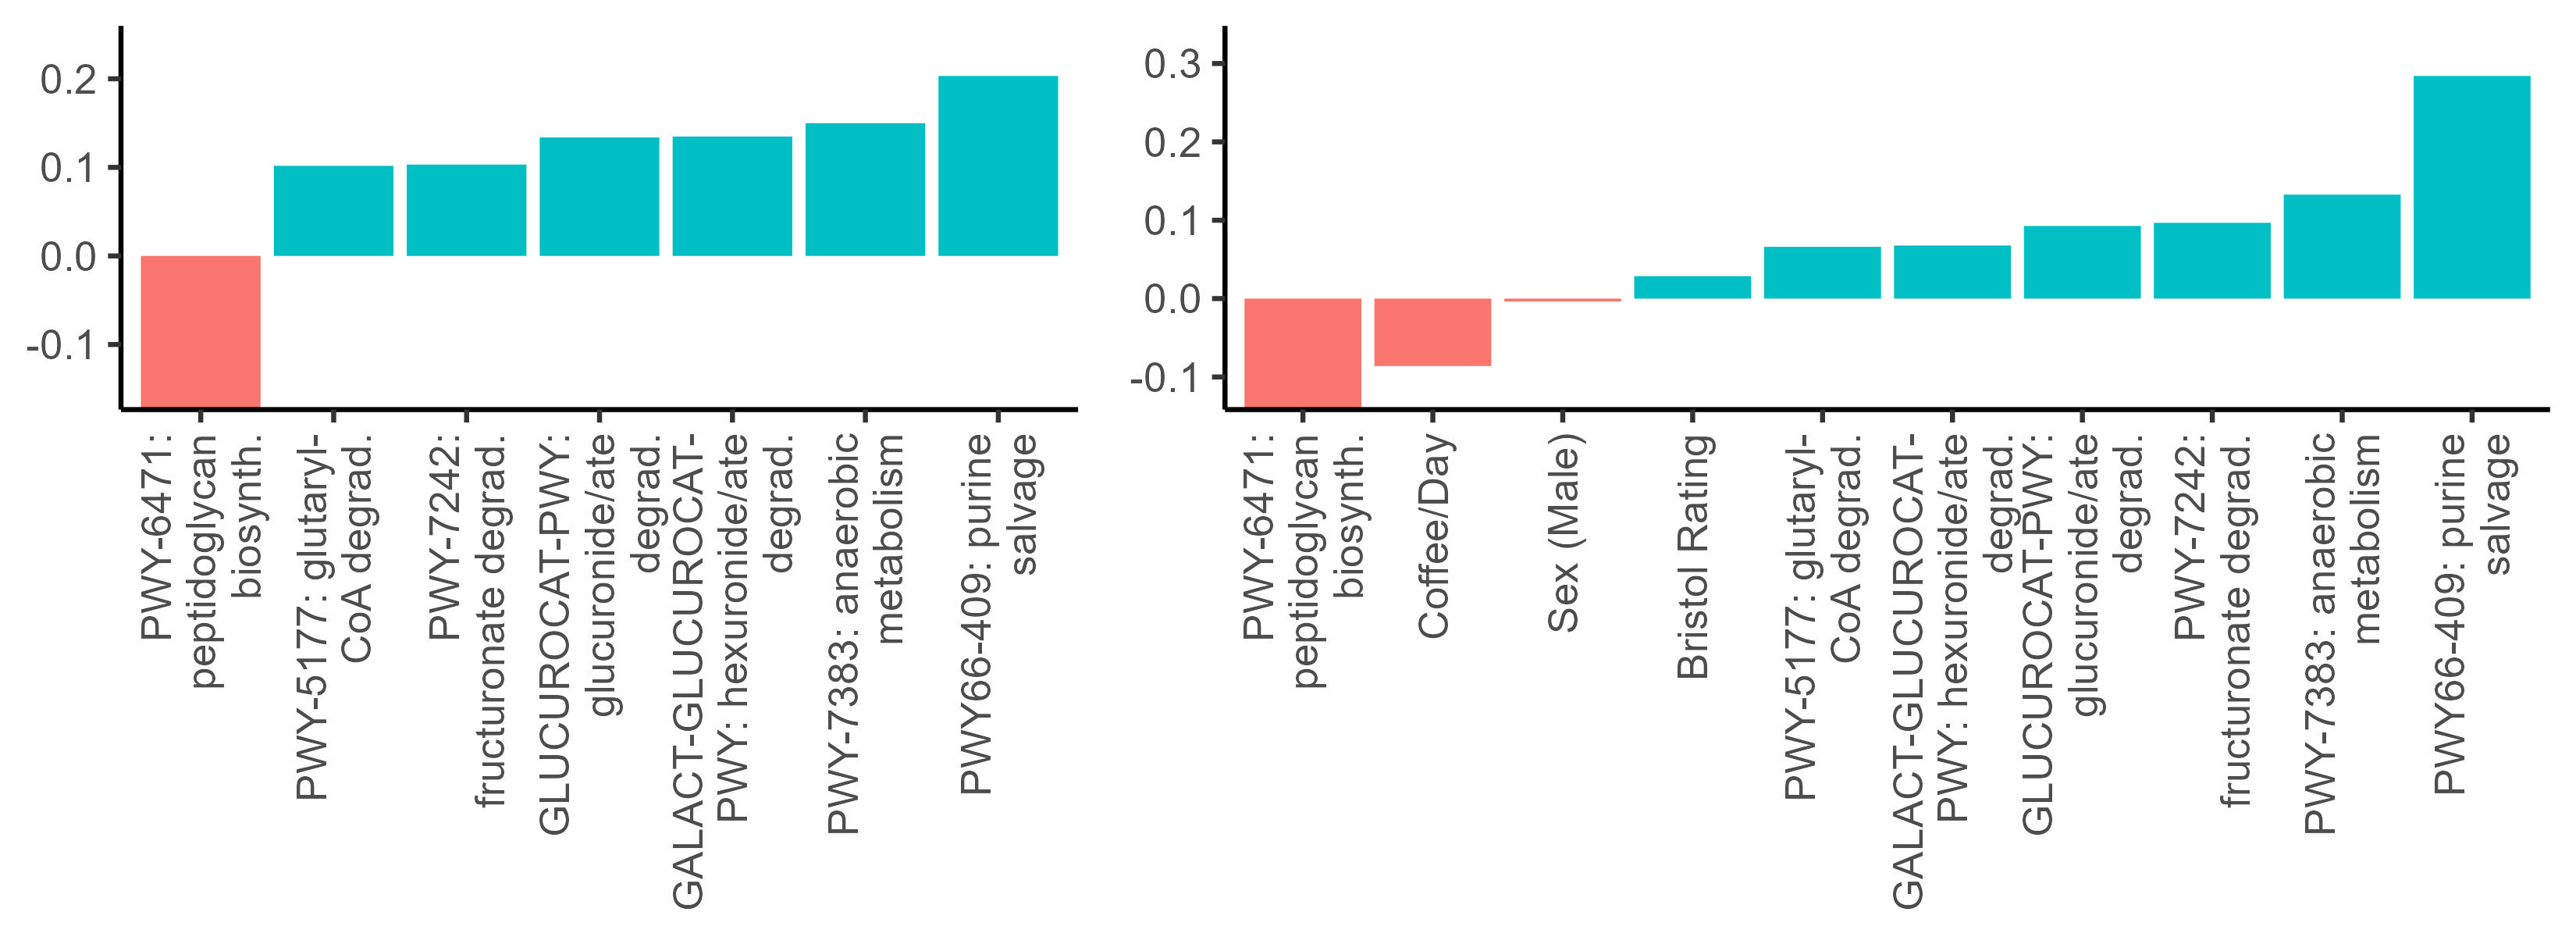 0.2
0.1
0.0
-0.1
PWY-6471:
peptidoglycan
biosynth.
PWY-5177: glutaryl-
CoA degrad.
PWY-7242:
fructuronate degrad.
GLUCUROCAT-PWY:
glucuronide/ate
degrad.
GALACT-GLUCUROCAT-
PWY: hexuronide/ate
degrad.
PWY-7383: anaerobic
metabolism
PWY66-409: purine
salvage
0.3
0.2
0.1
0.0
-0.1
PWY-6471:
peptidoglycan
biosynth.
Coffee/Day
Sex (Male)
Bristol Rating
PWY-5177: glutaryl-
CoA degrad.
GALACT-GLUCUROCAT-
PWY: hexuronide/ate
degrad.
GLUCUROCAT-PWY:
glucuronide/ate
degrad.
PWY-7242:
fructuronate degrad.
PWY-7383: anaerobic
metabolism
PWY66-409: purine
salvage